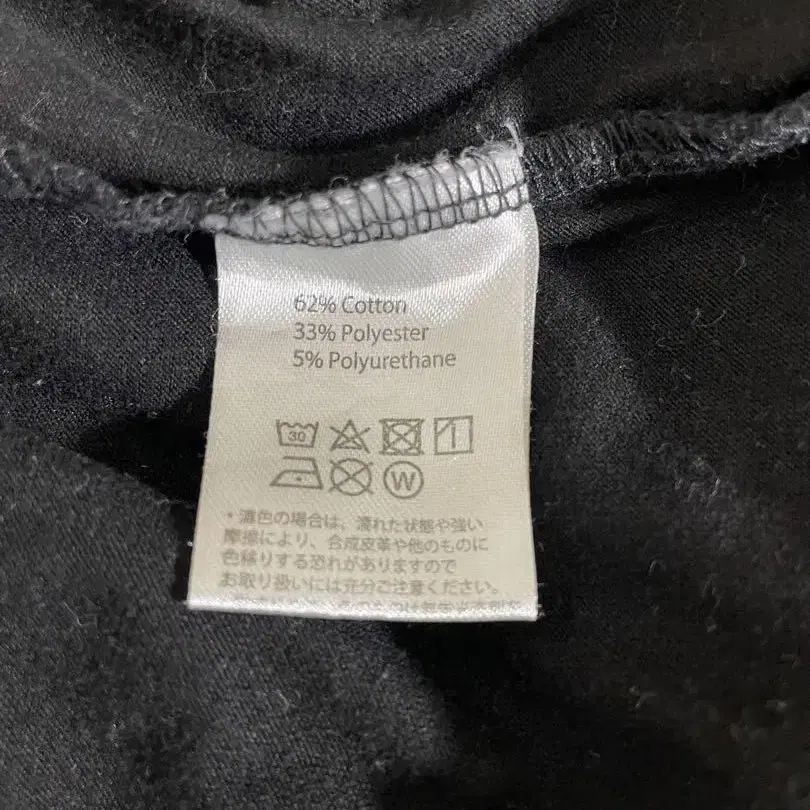 62% Cotton
33% Polyester
5% Polyurethane
30
W
・濃色の場合は、濡れた状態や強い
摩擦により、合成皮革や他のものに
色移りする恐れがありますので
お取り扱いには充分ご注意ください。